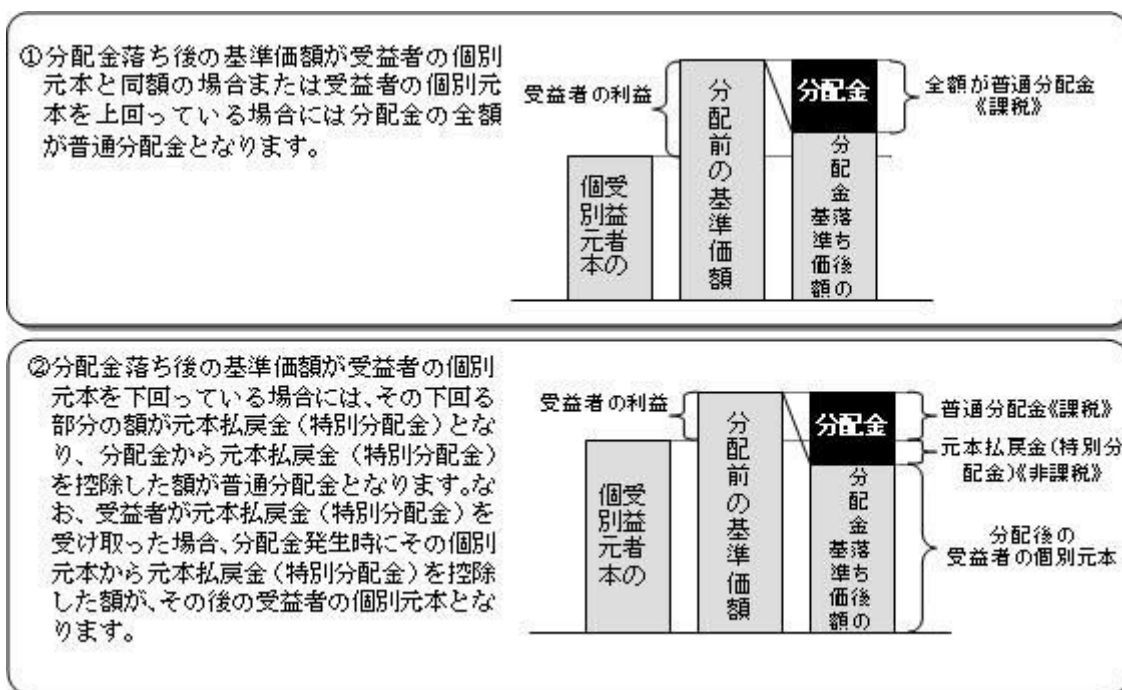 ①分配金落ち後の基準価額が受益者の個別
元本と同額の場合または受益者の個別元
本を上回っている場合には分配金の全額
が普通分配金となります。
受益者の利益
受益者の
個別元本
分配前の基準価額
分配金
分配金落ち後の
基準価額
全額が普通分配金
《課税》
②分配金落ち後の基準価額が受益者の個別
元本を下回っている場合には、その下回る
部分の額が元本払戻金（特別分配金）とな
り、分配金から元本払戻金（特別分配金）
を控除した額が普通分配金となります。な
お、受益者が元本払戻金（特別分配金）を
受け取った場合、分配金発生時にその個別
元本から元本払戻金（特別分配金）を控除
した額が、その後の受益者の個別元本とな
ります。
受益者の利益
受益者の
個別元本
分配前の基準価額
分配金
分配金落ち後の
基準価額
普通分配金《課税》
元本払戻金(特別分
配金)《非課税》
分配後の
受益者の個別元本